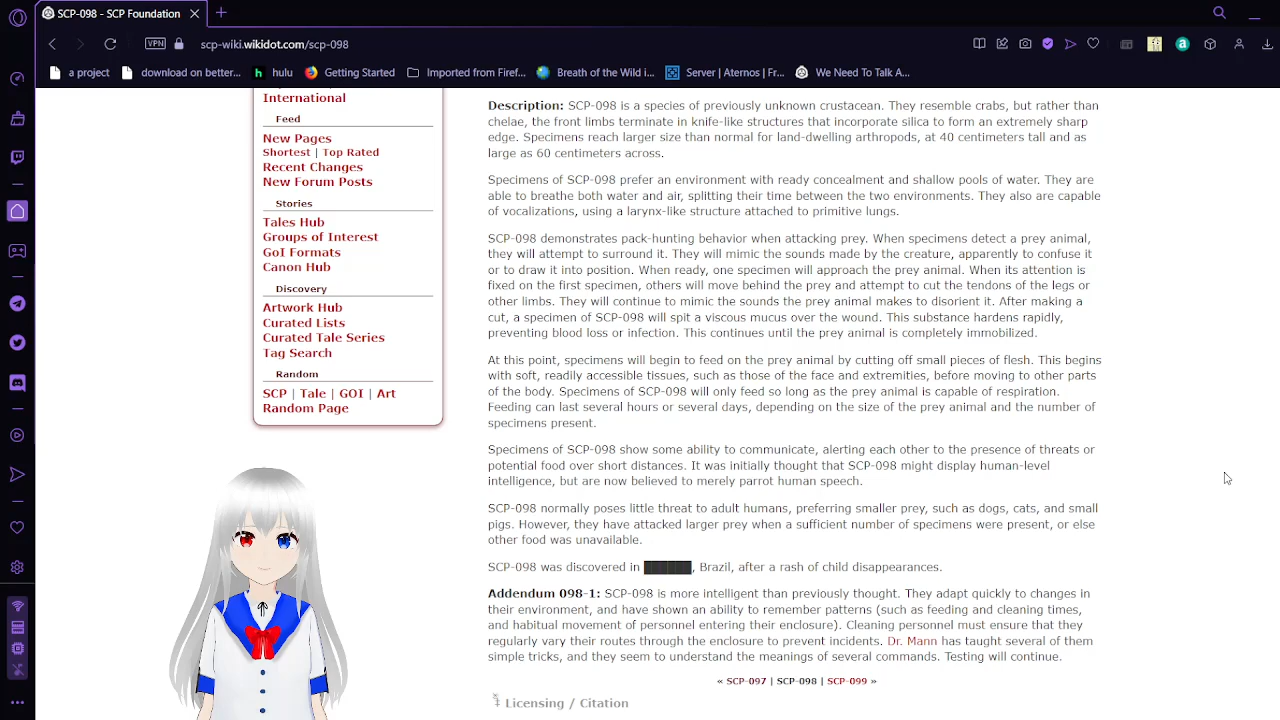 SCP-098 - SCP Foundation
VPN
scp-wiki.wikidot.com/scp-098
a project
download on better...
h hulu
Getting Started
Imported from Firef...
Breath of the Wild i...
Server | Aternos | Fr...
We Need To Talk A...
International
Feed
New Pages
Shortest | Top Rated
Recent Changes
New Forum Posts
Stories
Tales Hub
Groups of Interest
GoI Formats
Canon Hub
Discovery
Artwork Hub
Curated Lists
Curated Tale Series
Tag Search
Random
SCP | Tale | GOI | Art
Random Page
Description: SCP-098 is a species of previously unknown crustacean. They resemble crabs, but rather than
chelae, the front limbs terminate in knife-like structures that incorporate silica to form an extremely sharp
edge. Specimens reach larger size than normal for land-dwelling arthropods, at 40 centimeters tall and as
large as 60 centimeters across.
Specimens of SCP-098 prefer an environment with ready concealment and shallow pools of water. They are
able to breathe both water and air, splitting their time between the two environments. They also are capable
of vocalizations, using a larynx-like structure attached to primitive lungs.
SCP-098 demonstrates pack-hunting behavior when attacking prey. When specimens detect a prey animal,
they will attempt to surround it. They will mimic the sounds made by the creature, apparently to confuse it
or to draw it into position. When ready, one specimen will approach the prey animal. When its attention is
fixed on the first specimen, others will move behind the prey and attempt to cut the tendons of the legs or
other limbs. They will continue to mimic the sounds the prey animal makes to disorient it. After making a
cut, a specimen of SCP-098 will spit a viscous mucus over the wound. This substance hardens rapidly,
preventing blood loss or infection. This continues until the prey animal is completely immobilized.
At this point, specimens will begin to feed on the prey animal by cutting off small pieces of flesh. This begins
with soft, readily accessible tissues, such as those of the face and extremities, before moving to other parts
of the body. Specimens of SCP-098 will only feed so long as the prey animal is capable of respiration.
Feeding can last several hours or several days, depending on the size of the prey animal and the number of
specimens present.
Specimens of SCP-098 show some ability to communicate, alerting each other to the presence of threats or
potential food over short distances. It was initially thought that SCP-098 might display human-level
intelligence, but are now believed to merely parrot human speech.
SCP-098 normally poses little threat to adult humans, preferring smaller prey, such as dogs, cats, and small
pigs. However, they have attacked larger prey when a sufficient number of specimens were present, or else
other food was unavailable.
SCP-098 was discovered in ██████, Brazil, after a rash of child disappearances.
Addendum 098-1: SCP-098 is more intelligent than previously thought. They adapt quickly to changes in
their environment, and have shown an ability to remember patterns (such as feeding and cleaning times,
and habitual movement of personnel entering their enclosure). Cleaning personnel must ensure that they
regularly vary their routes through the enclosure to prevent incidents. Dr. Mann has taught several of them
simple tricks, and they seem to understand the meanings of several commands. Testing will continue.
« SCP-097 | SCP-098 | SCP-099 »
Licensing / Citation